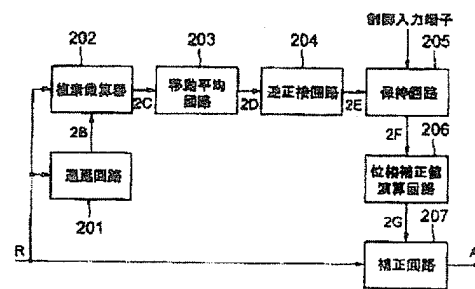 制御入力端子
202
203
204
205
複素乗算器
2C
移動平均
回路
2D
逆正接回路
2E
保持回路
2B
2F
206
遅延回路
位相補正値
演算回路
201
2G
207
R
補正回路
A